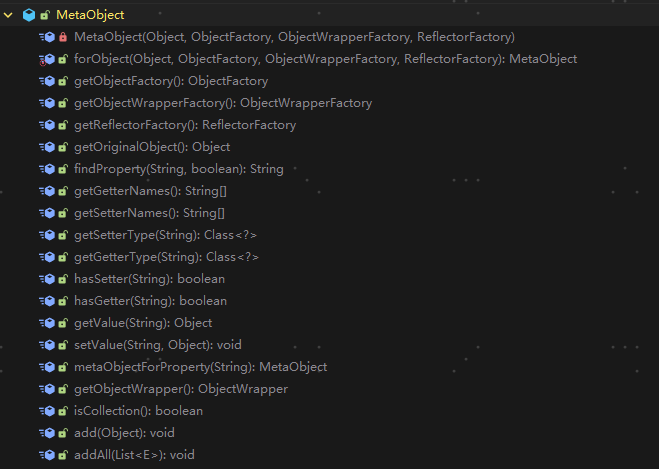 MetaObject
MetaObject(Object, ObjectFactory, ObjectWrapperFactory, ReflectorFactory)
forObject(Object, ObjectFactory, ObjectWrapperFactory, ReflectorFactory): MetaObject
getObjectFactory(): ObjectFactory
getObjectWrapperFactory(): ObjectWrapperFactory
getReflectorFactory(): ReflectorFactory
getOriginalObject(): Object
findProperty(String, boolean): String
getGetterNames(): String[]
getSetterNames(): String[]
getSetterType(String): Class<?>
getGetterType(String): Class<?>
hasSetter(String): boolean
hasGetter(String): boolean
getValue(String): Object
setValue(String, Object): void
metaObjectForProperty(String): MetaObject
getObjectWrapper(): ObjectWrapper
isCollection(): boolean
add(Object): void
addAll(List<E>): void